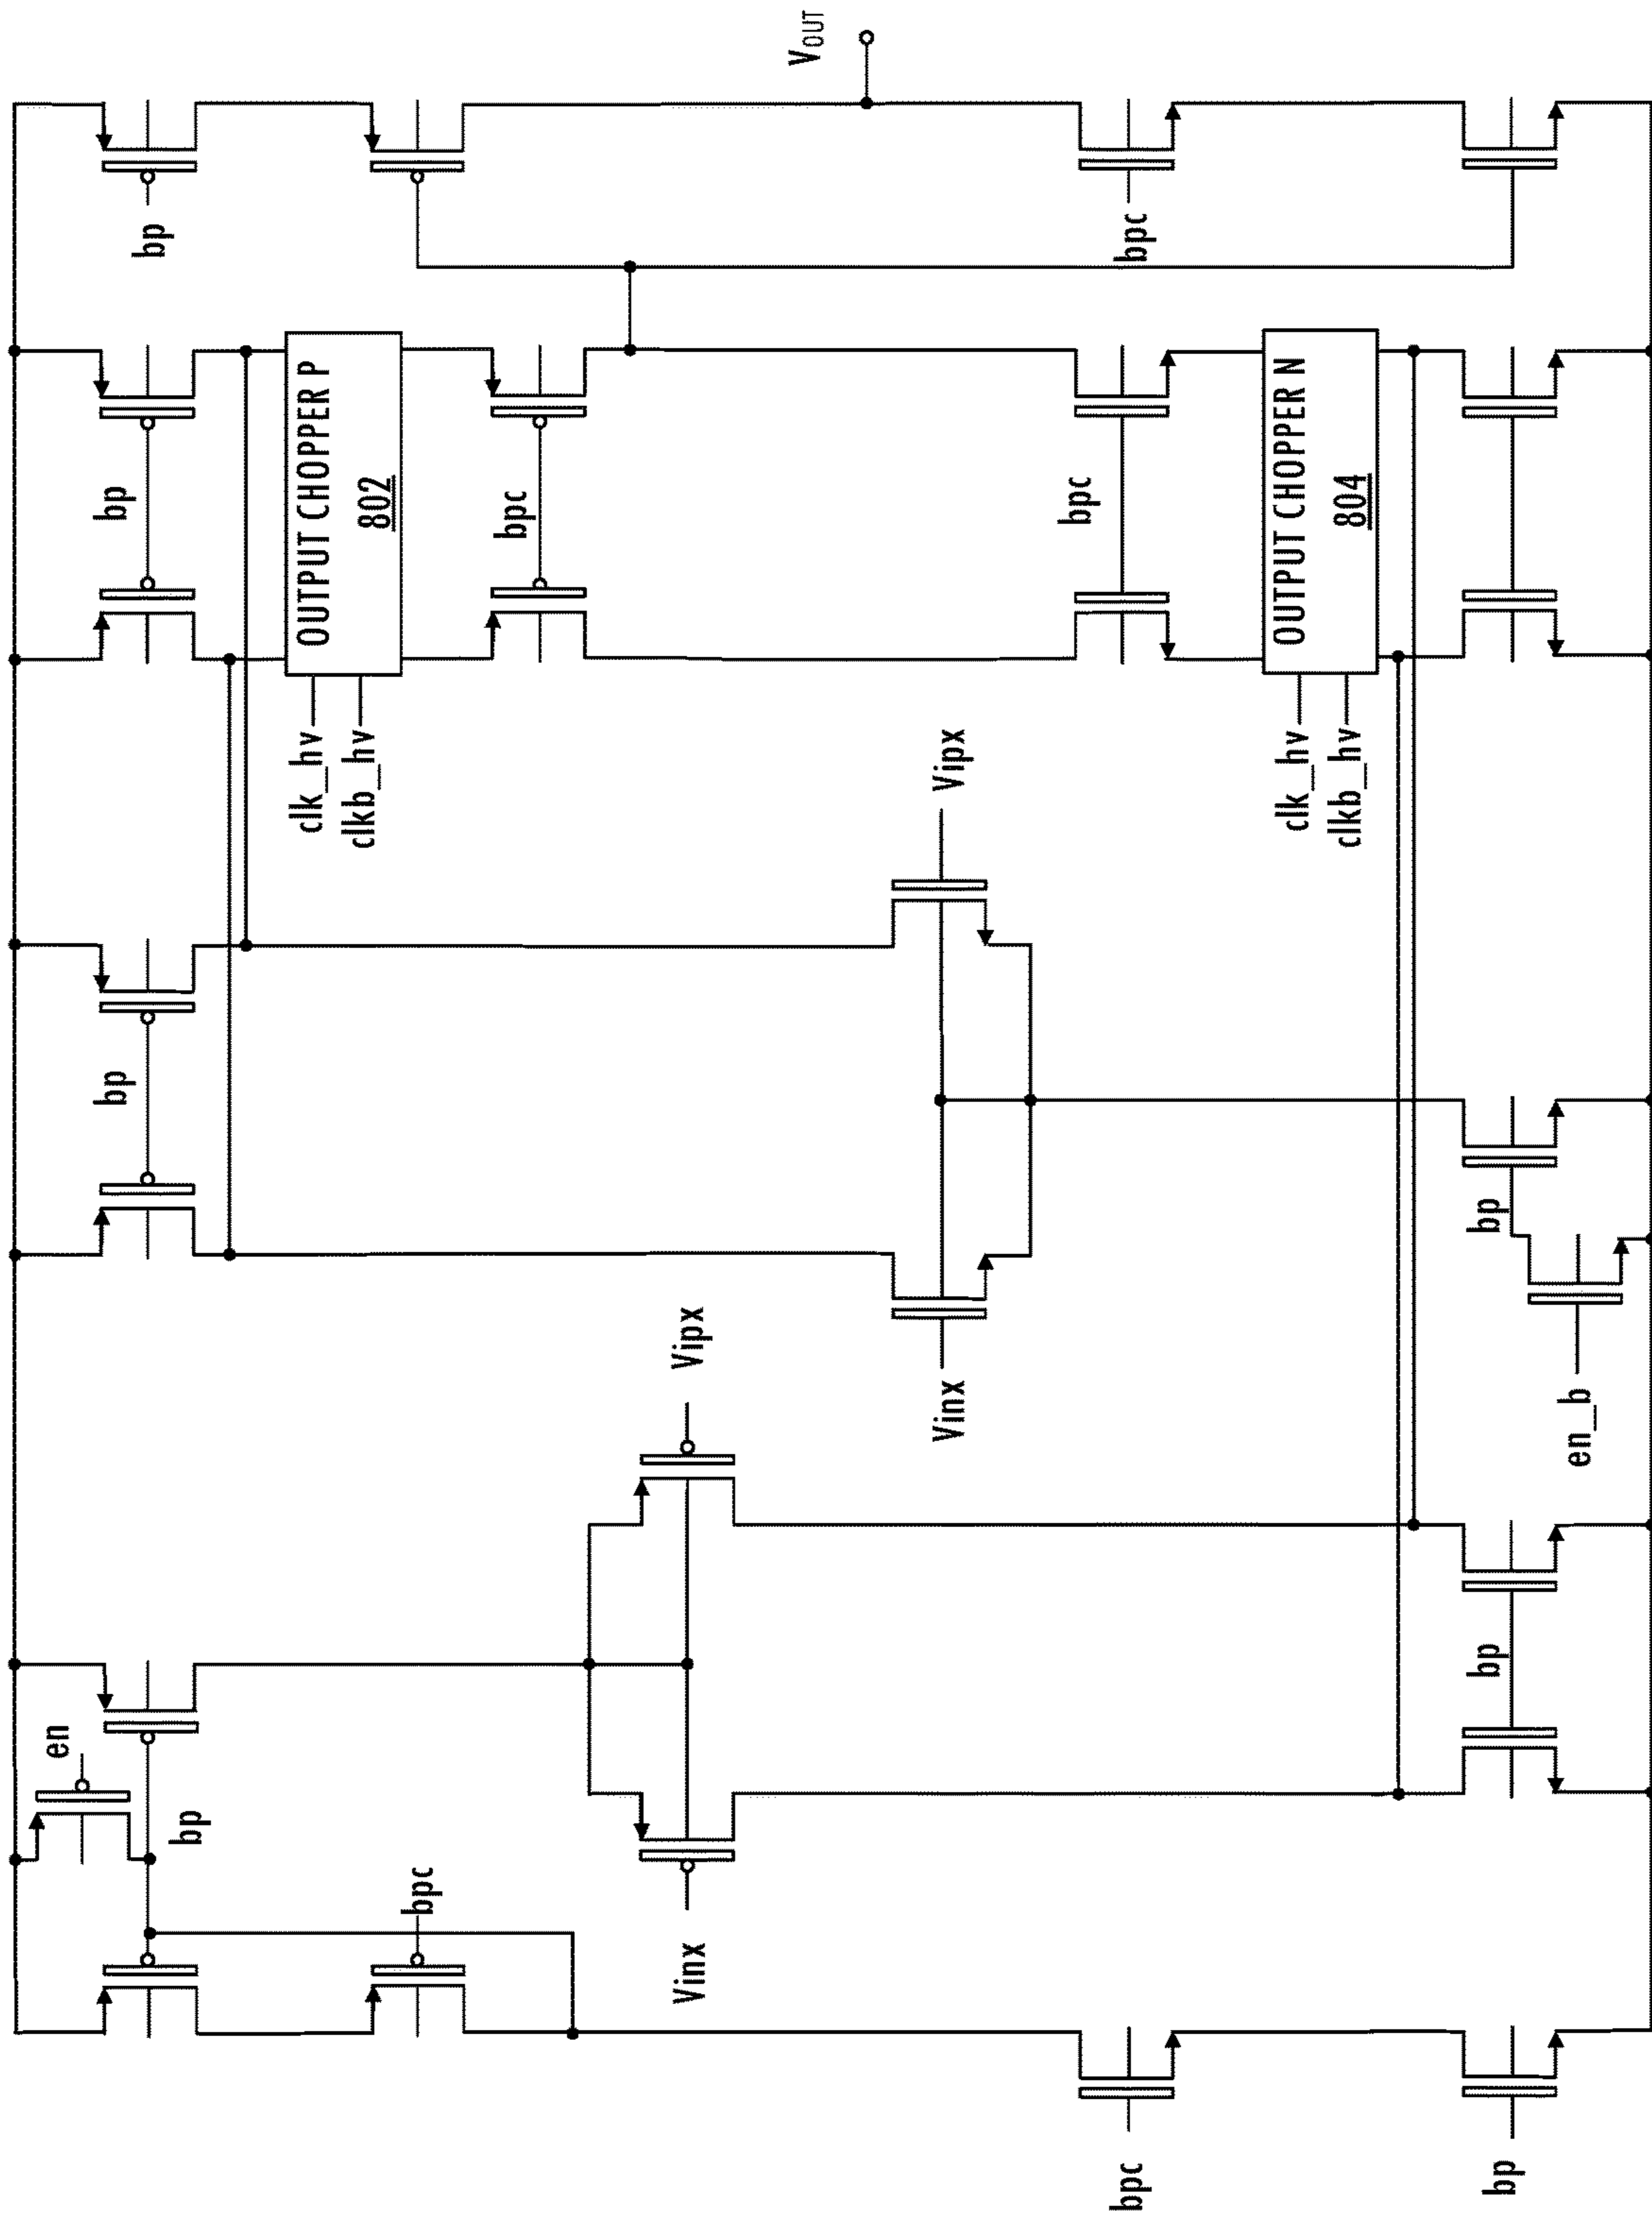 en
bp
bp
bp
bp
clk_hv
clkb_hv
OUTPUT CHOPPER P
802
bpc
bpc
Vinx
Vipx
VOUT
Vinx
Vipx
bpc
bpc
bpc
clk_hv
clkb_hv
OUTPUT CHOPPER N
804
bp
bp
bp
en_b